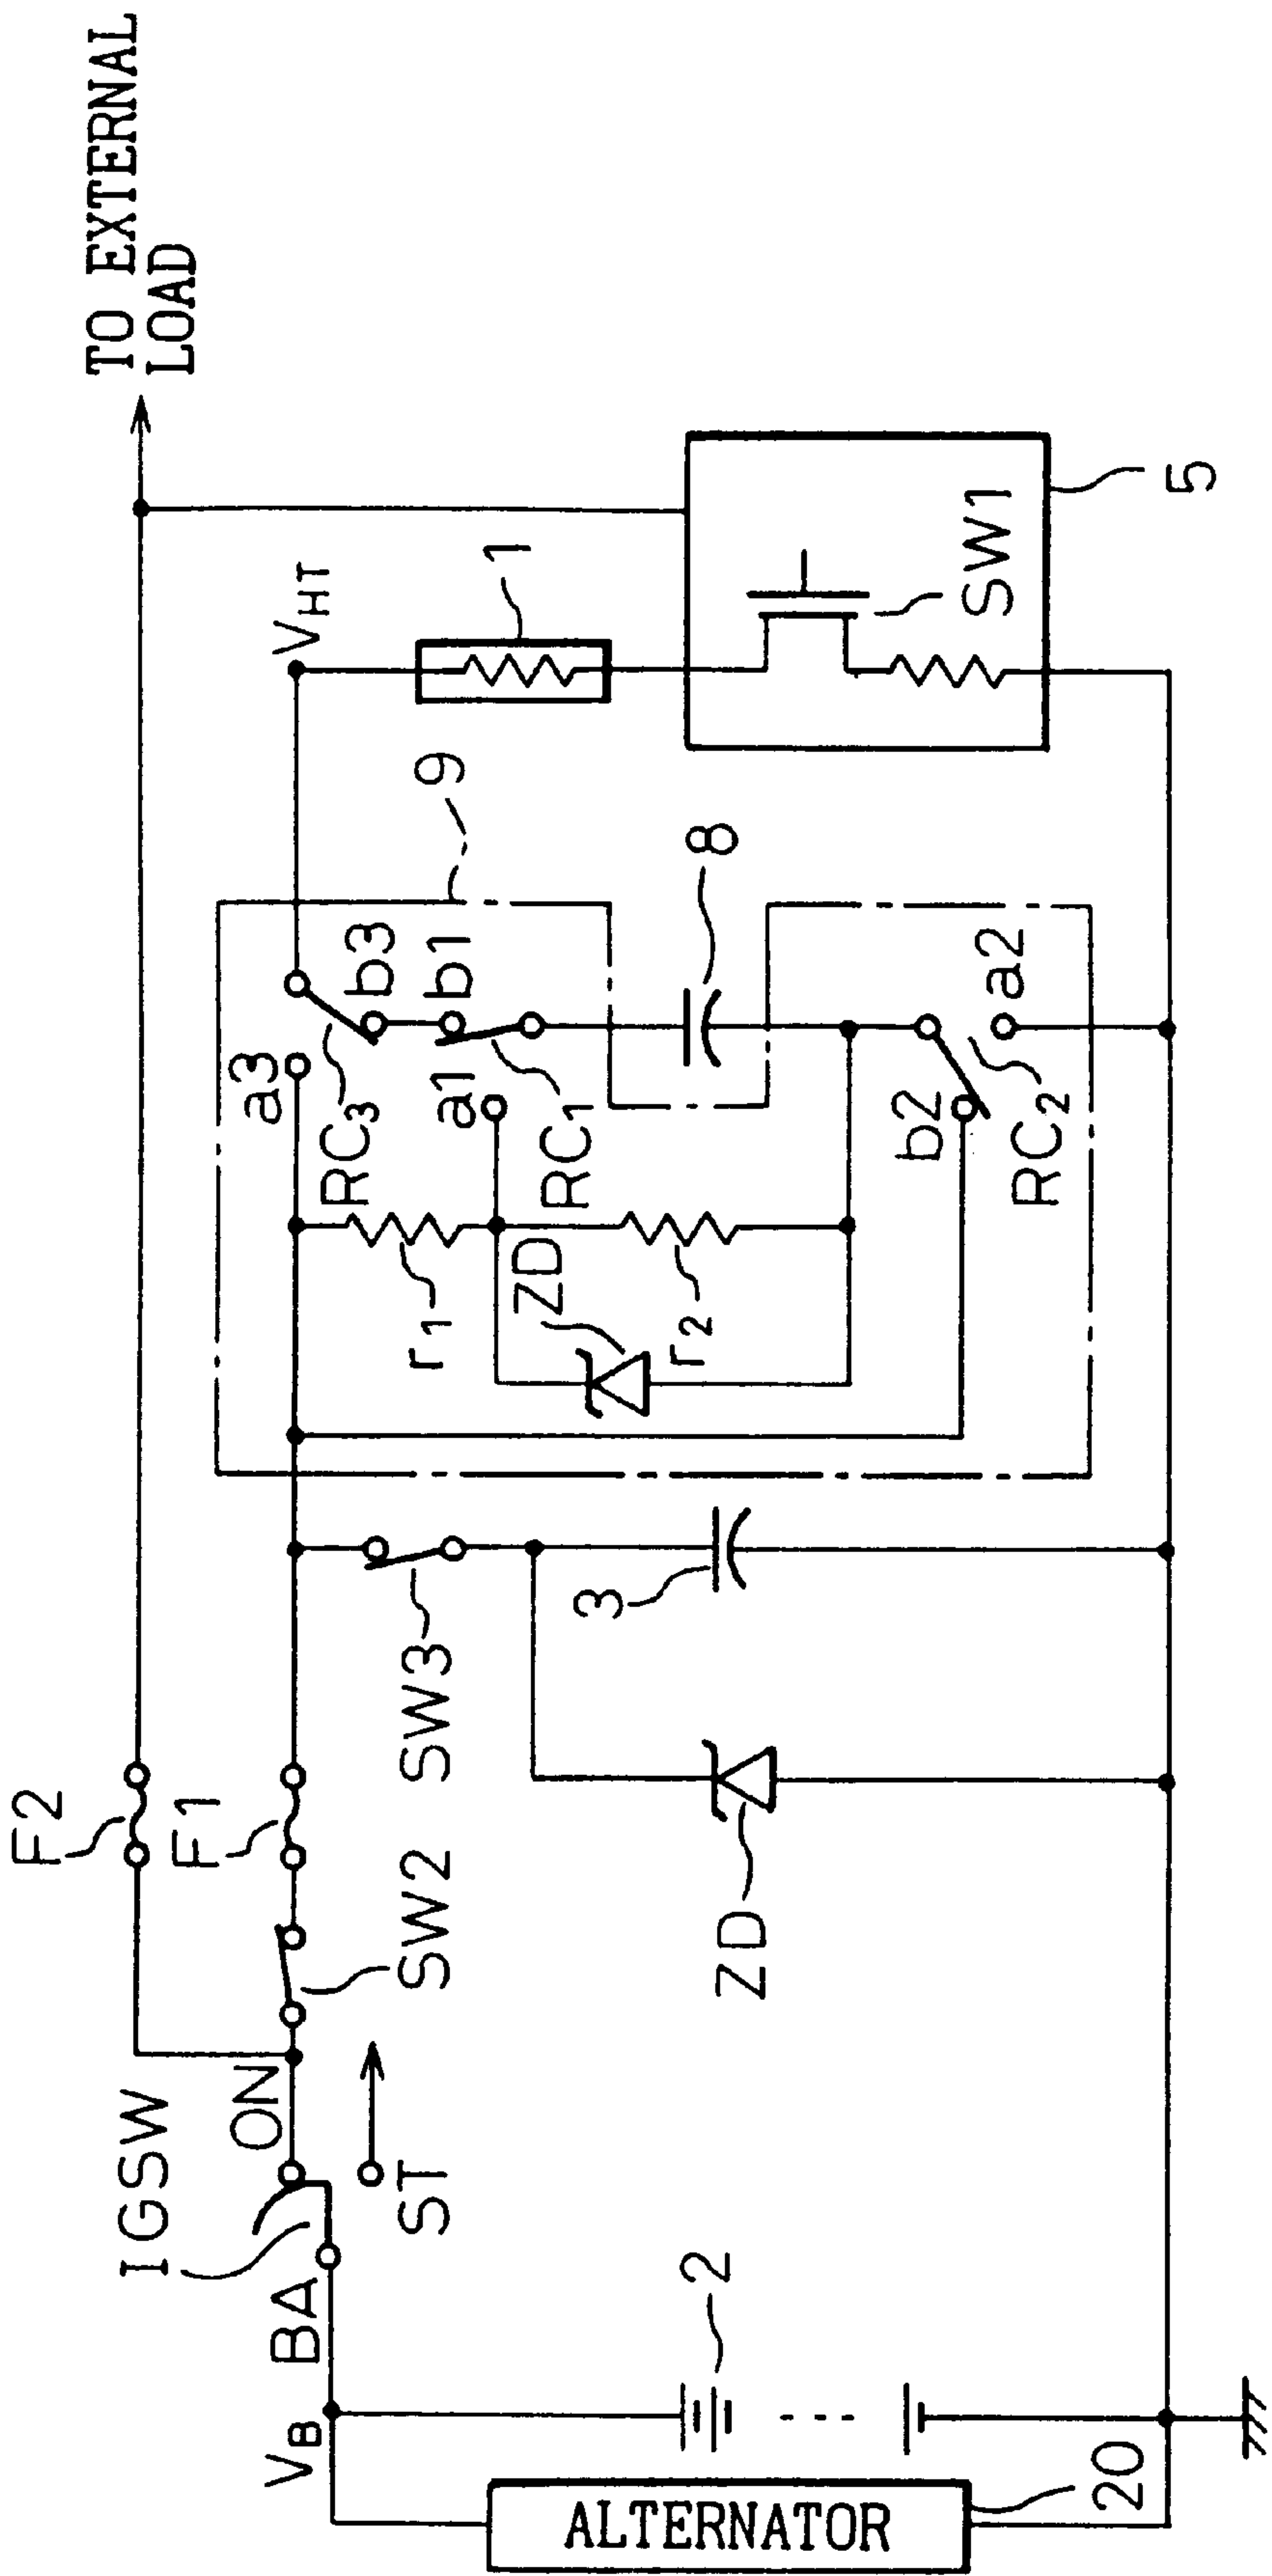 TO EXTERNAL
LOAD
F2
F1
IGSW
ON
SW2
ST
BA
VB
2
ALTERNATOR
20
SW3
3
ZD
a3
RC3
b3
b1
a1
RC1
r1
ZD
r2
9
8
b2
a2
RC2
VHT
1
SW1
5